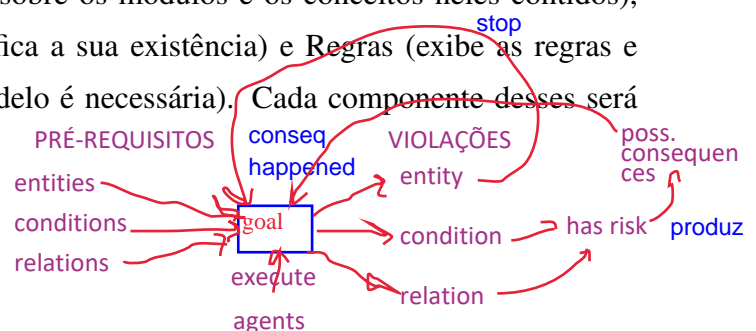 sobre os módulos e os conceitos neles contidos),
stop
fica a sua existência) e Regras (exibe as regras e
delo é necessária). Cada componente desses será
PRÉ-REQUISITOS
conseq
happened
VIOLAÇÕES
poss.
consequen
ces
entities
entity
conditions
goal
condition
has risk
produz
relations
execute
relation
agents